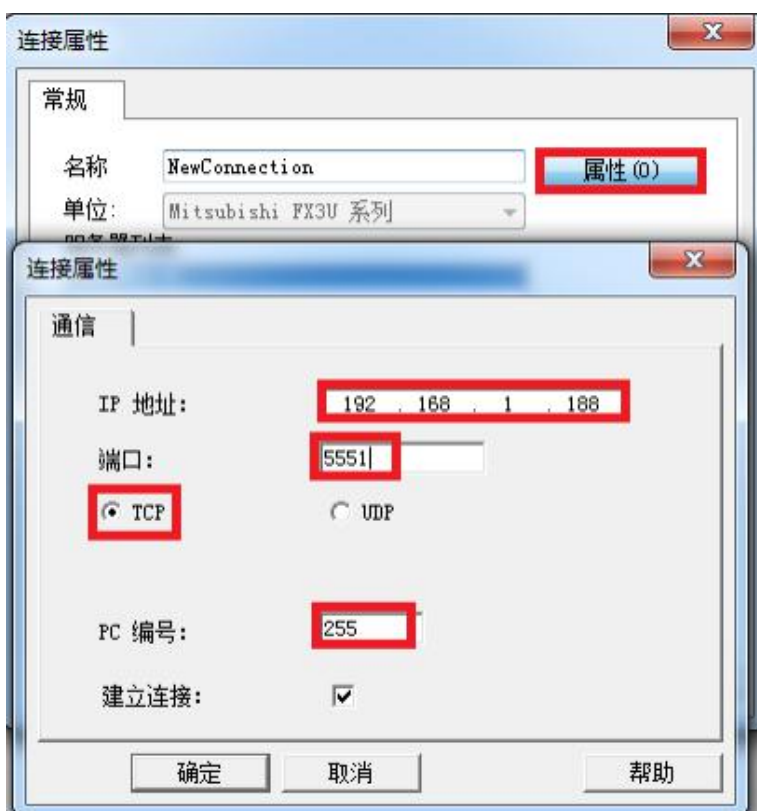 连接属性
常规
名称 NewConnection 属性(O)
单位: Mitsubishi FX3U 系列
连接属性
通信
IP 地址: 192 . 168 . 1 . 188
端口: 5551
TCP UDP
PC 编号: 255
建立连接:
确定 取消 帮助